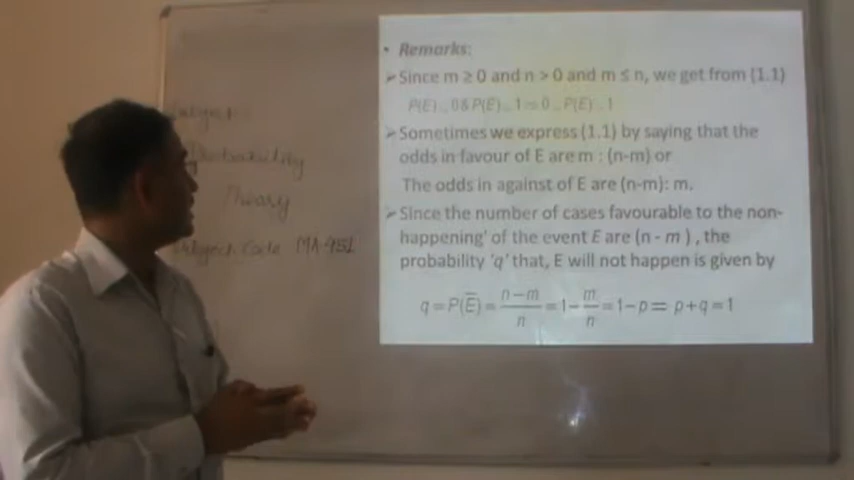 Subject:
Probability
Theory
Subject Code MA-
• Remarks:
➢Since m ≥ 0 and n > 0 and m ≤ n, we get from (1.1)
➢Sometimes we express (1.1) by saying that the
odds in favour of E are m : (n-m) or
The odds in against of E are (n-m): m.
➢Since the number of cases favourable to the non-
happening' of the event E are (n - m ) , the
probability 'q' that, E will not happen is given by
q = P(E̅) = (n-m)/n = 1 - m/n = 1 - p = p + q = 1